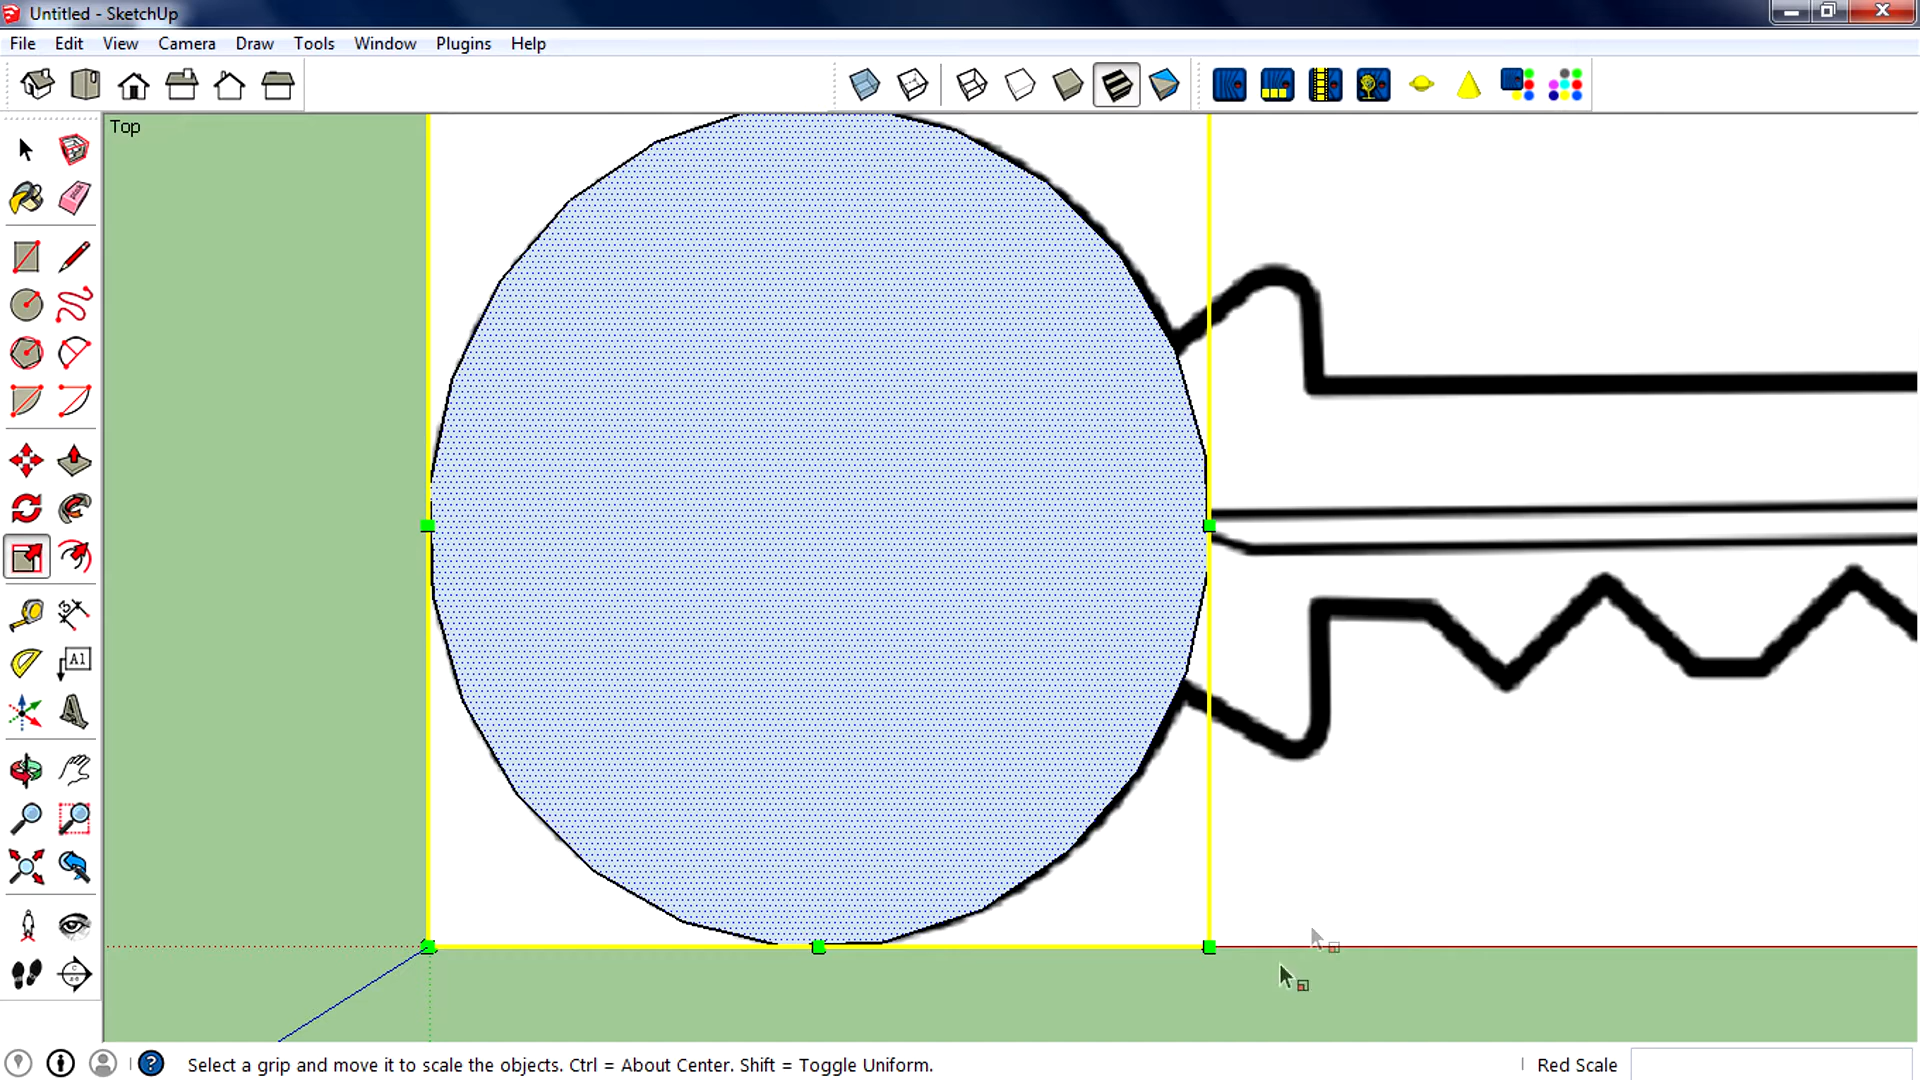 Untitled - SketchUp
File Edit View Camera Draw Tools Window Plugins Help
Top
A1
Select a grip and move it to scale the objects. Ctrl = About Center. Shift = Toggle Uniform.
Red Scale